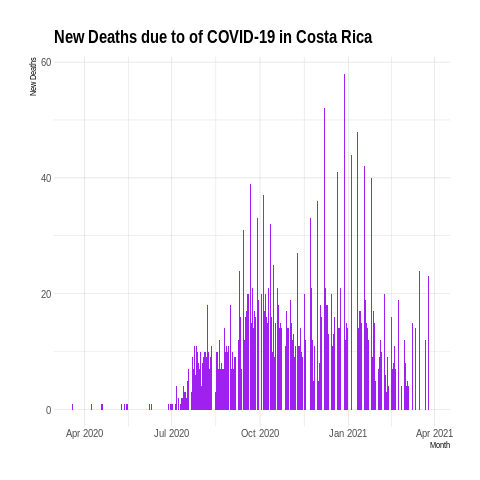 New Deaths due to of COVID-19 in Costa Rica
New Deaths
60
40
20
0
Apr 2020 Jul 2020 Oct 2020 Jan 2021 Apr 2021
Month